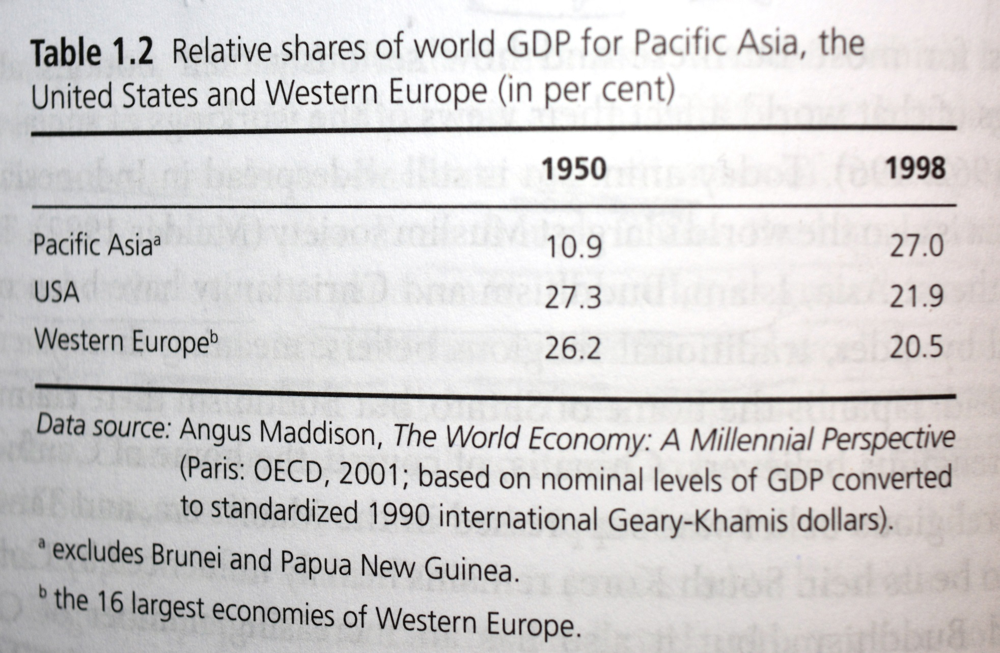 Table 1.2 Relative shares of world GDP for Pacific Asia, the
United States and Western Europe (in per cent)
1950 1998
Pacific Asiaᵃ 10.9 27.0
USA 27.3 21.9
Western Europeᵇ 26.2 20.5
Data source: Angus Maddison, The World Economy: A Millennial Perspective
(Paris: OECD, 2001; based on nominal levels of GDP converted
to standardized 1990 international Geary-Khamis dollars).
ᵃ excludes Brunei and Papua New Guinea.
ᵇ the 16 largest economies of Western Europe.